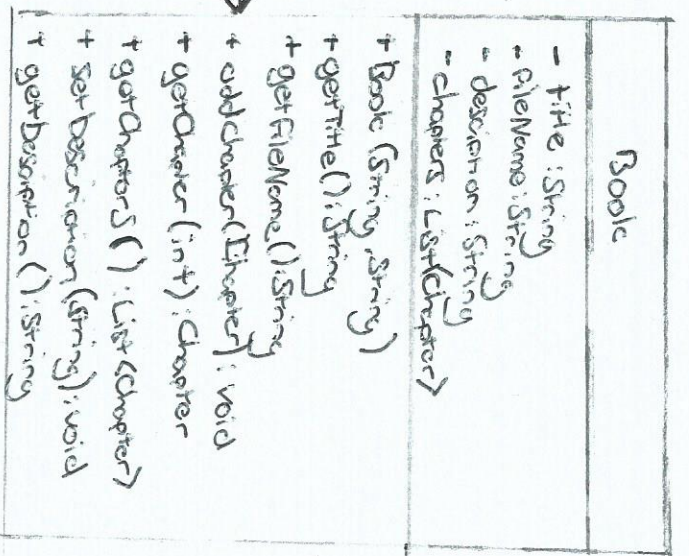 Book
- title : String
- fileName : String
- description : String
- chapters : List<Chapter>
+ Book (String, String)
+ getTitle() : String
+ getFileName() : String
+ addChapter(Chapter) : void
+ getChapter (int) : Chapter
+ getChapters () : List<Chapter>
+ setDescription (String) : void
+ getDescription () : String